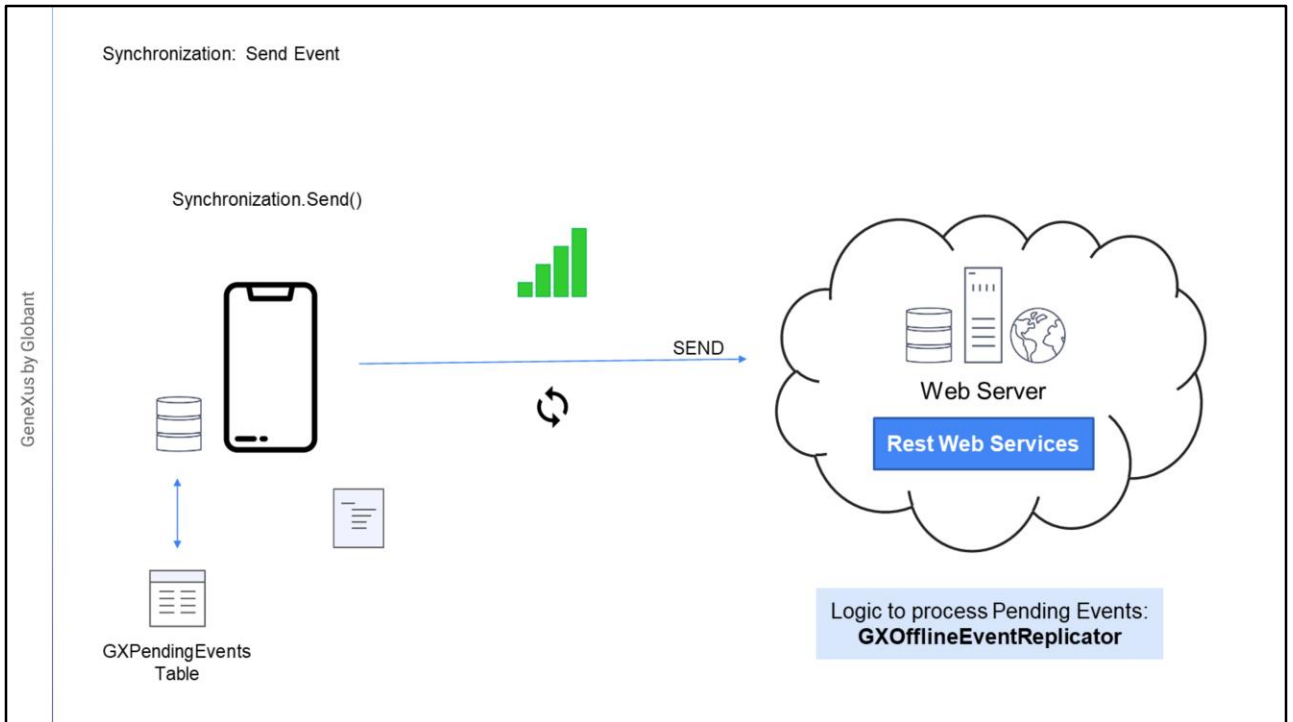 Synchronization: Send Event
Synchronization.Send()
SEND
Web Server
Rest Web Services
GXPendingEvents
Table
Logic to process Pending Events:
GXOfflineEventReplicator
GeneXus by Globant